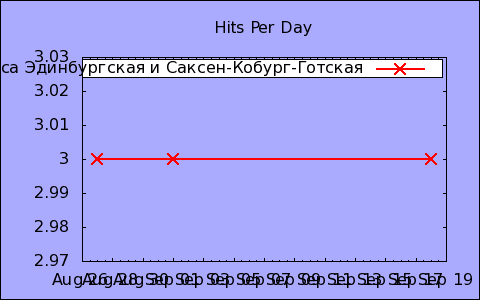 Hits Per Day
3.03
са Эдинбургская и Саксен-Кобург-Готская
3.02
3.01
3
2.99
2.98
2.97
Aug 26 Aug 28 Aug 30 Sep 01 Sep 03 Sep 05 Sep 07 Sep 09 Sep 11 Sep 13 Sep 15 Sep 17 Sep 19